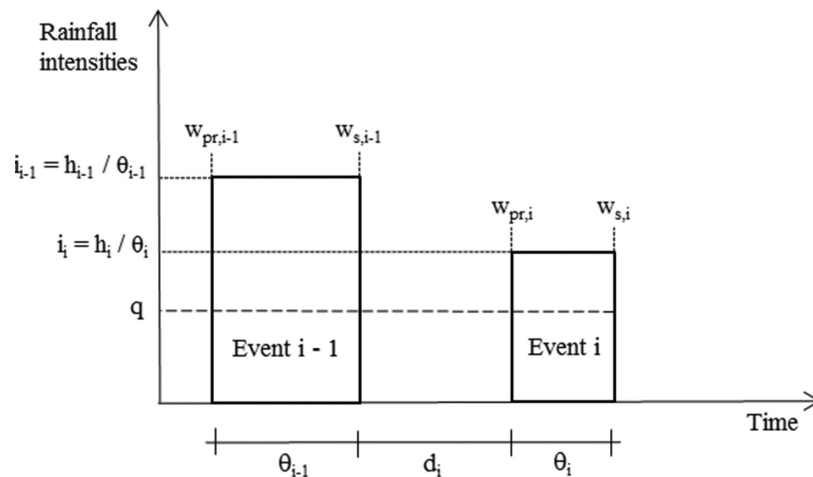 Rainfall
intensities
w_pr,i-1 w_s,i-1
i_i-1 = h_i-1 / θ_i-1
w_pr,i w_s,i
i_i = h_i / θ_i
q
Event i - 1 Event i
Time
θ_i-1 d_i θ_i